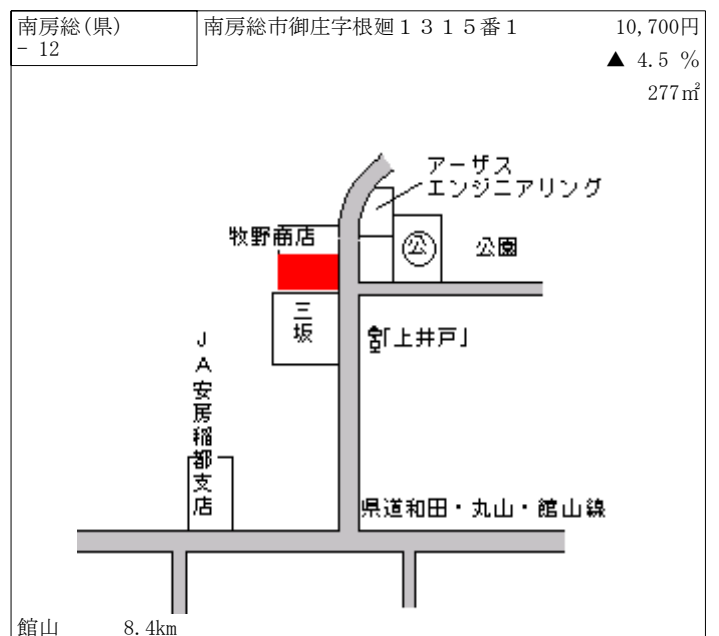 南房総(県)
- 12
南房総市御庄字根廻1315番1
10,700円
▲ 4.5 %
277㎡
アーザス
エンジニアリング
牧野商店
公
公園
三坂
「上井戸」
JA安房稲都支店
県道和田・丸山・館山線
館山 8.4km